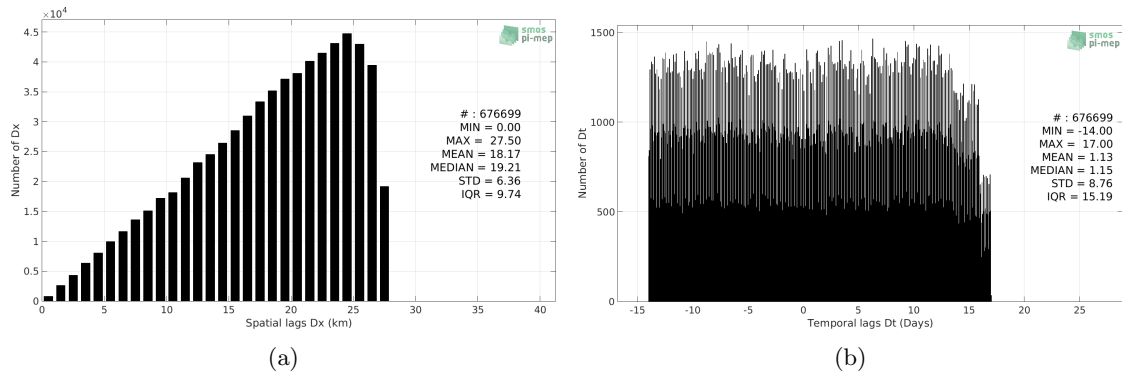 ×10⁴
4.5
4
3.5
3
2.5
2
1.5
1
0.5
0
Number of Dx
0 5 10 15 20 25 30 35 40
Spatial lags Dx (km)
smos
pi-mep
# : 676699
MIN = 0.00
MAX = 27.50
MEAN = 18.17
MEDIAN = 19.21
STD = 6.36
IQR = 9.74
(a)
1500
1000
500
0
Number of Dt
-15 -10 -5 0 5 10 15 20 25
Temporal lags Dt (Days)
smos
pi-mep
# : 676699
MIN = -14.00
MAX = 17.00
MEAN = 1.13
MEDIAN = 1.15
STD = 8.76
IQR = 15.19
(b)